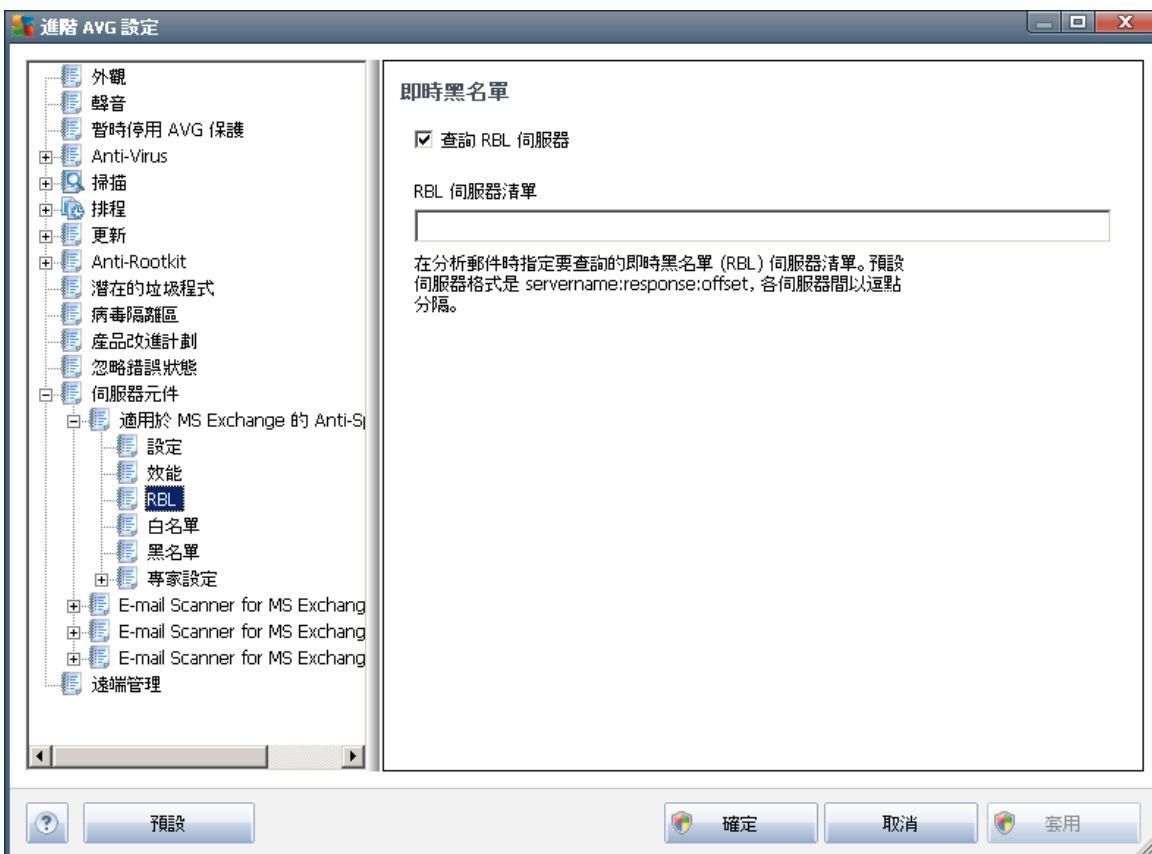 進階 AVG 設定
外觀
聲音
暫時停用 AVG 保護
Anti-Virus
掃描
排程
更新
Anti-Rootkit
潛在的垃圾程式
病毒隔離區
產品改進計劃
忽略錯誤狀態
伺服器元件
適用於 MS Exchange 的 Anti-Sp
設定
效能
RBL
白名單
黑名單
專家設定
E-mail Scanner for MS Exchang
E-mail Scanner for MS Exchang
E-mail Scanner for MS Exchang
遠端管理
即時黑名單
查詢 RBL 伺服器
RBL 伺服器清單
在分析郵件時指定要查詢的即時黑名單 (RBL) 伺服器清單。預設
伺服器格式是 servername:response:offset, 各伺服器間以逗點
分隔。
預設
確定
取消
套用